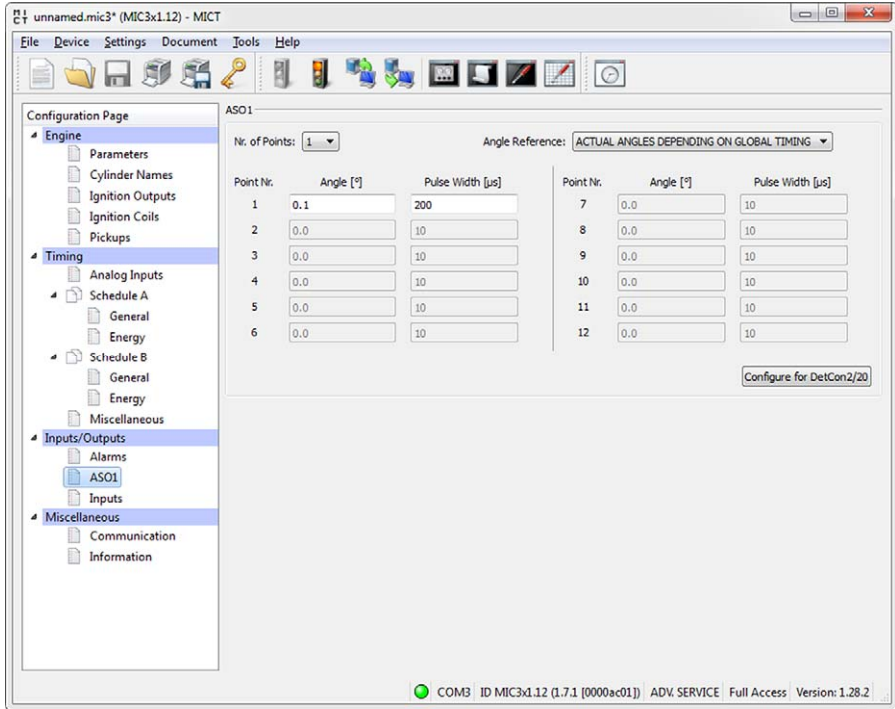 unnamed.mic3* (MIC3x1.12) - MICT
File Device Settings Document Tools Help
Configuration Page
Engine
Parameters
Cylinder Names
Ignition Outputs
Ignition Coils
Pickups
Timing
Analog Inputs
Schedule A
General
Energy
Schedule B
General
Energy
Miscellaneous
Inputs/Outputs
Alarms
ASO1
Inputs
Miscellaneous
Communication
Information
ASO1
Nr. of Points: 1 Angle Reference: ACTUAL ANGLES DEPENDING ON GLOBAL TIMING
Point Nr. Angle [°] Pulse Width [µs] Point Nr. Angle [°] Pulse Width [µs]
1 0.1 200 7 0.0 10
2 0.0 10 8 0.0 10
3 0.0 10 9 0.0 10
4 0.0 10 10 0.0 10
5 0.0 10 11 0.0 10
6 0.0 10 12 0.0 10
Configure for DetCon2/20
COM3 ID MIC3x1.12 (1.7.1 [0000ac01]) ADV. SERVICE Full Access Version: 1.28.2